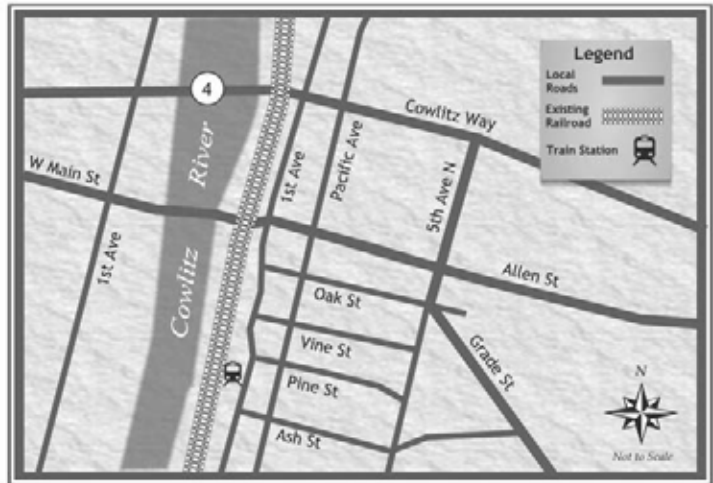 Legend
Local
Roads
Existing
Railroad
Train Station
4
Cowlitz Way
1st Ave
Pacific Ave
5th Ave N
W Main St
1st Ave
Cowlitz River
Allen St
Oak St
Vine St
Pine St
Ash St
Grade St
N
Not to Scale